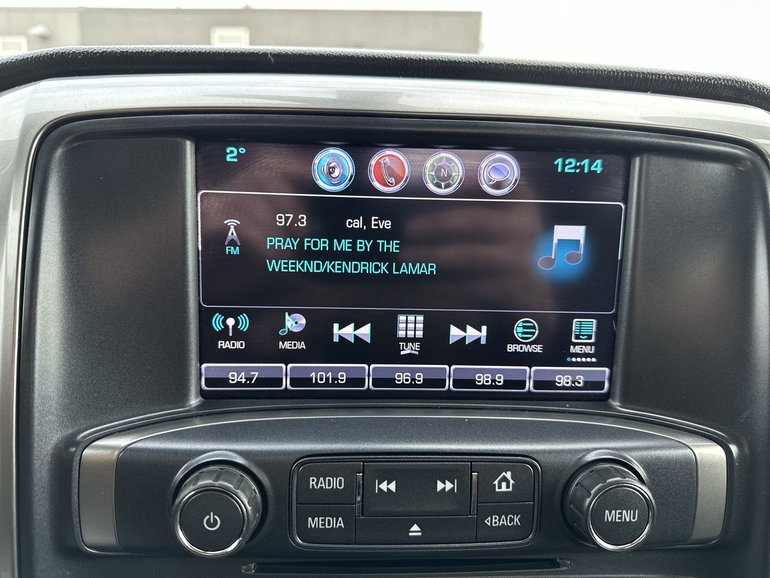 2° 12:14
N
97.3 cal, Eve
FM
PRAY FOR ME BY THE
WEEKND/KENDRICK LAMAR
RADIO MEDIA TUNE BROWSE MENU
94.7 101.9 96.9 98.9 98.3
RADIO
MEDIA BACK
MENU